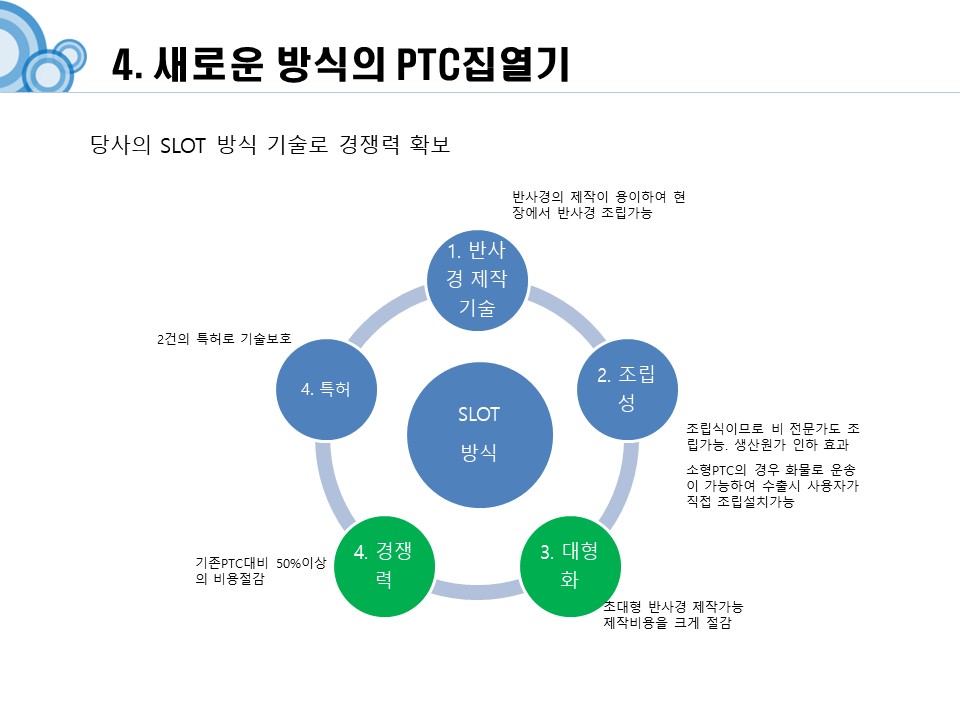 4. 새로운 방식의 PTC집열기
당사의 SLOT 방식 기술로 경쟁력 확보
반사경의 제작이 용이하여 현
장에서 반사경 조립가능
1. 반사
경 제작
기술
2건의 특허로 기술보호
4. 특허
2. 조립
성
SLOT
방식
조립식이므로 비 전문가도 조
립가능. 생산원가 인하 효과
소형PTC의 경우 화물로 운송
이 가능하여 수출시 사용자가
직접 조립설치가능
4. 경쟁
력
기존PTC대비 50%이상
의 비용절감
3. 대형
화
초대형 반사경 제작가능
제작비용을 크게 절감